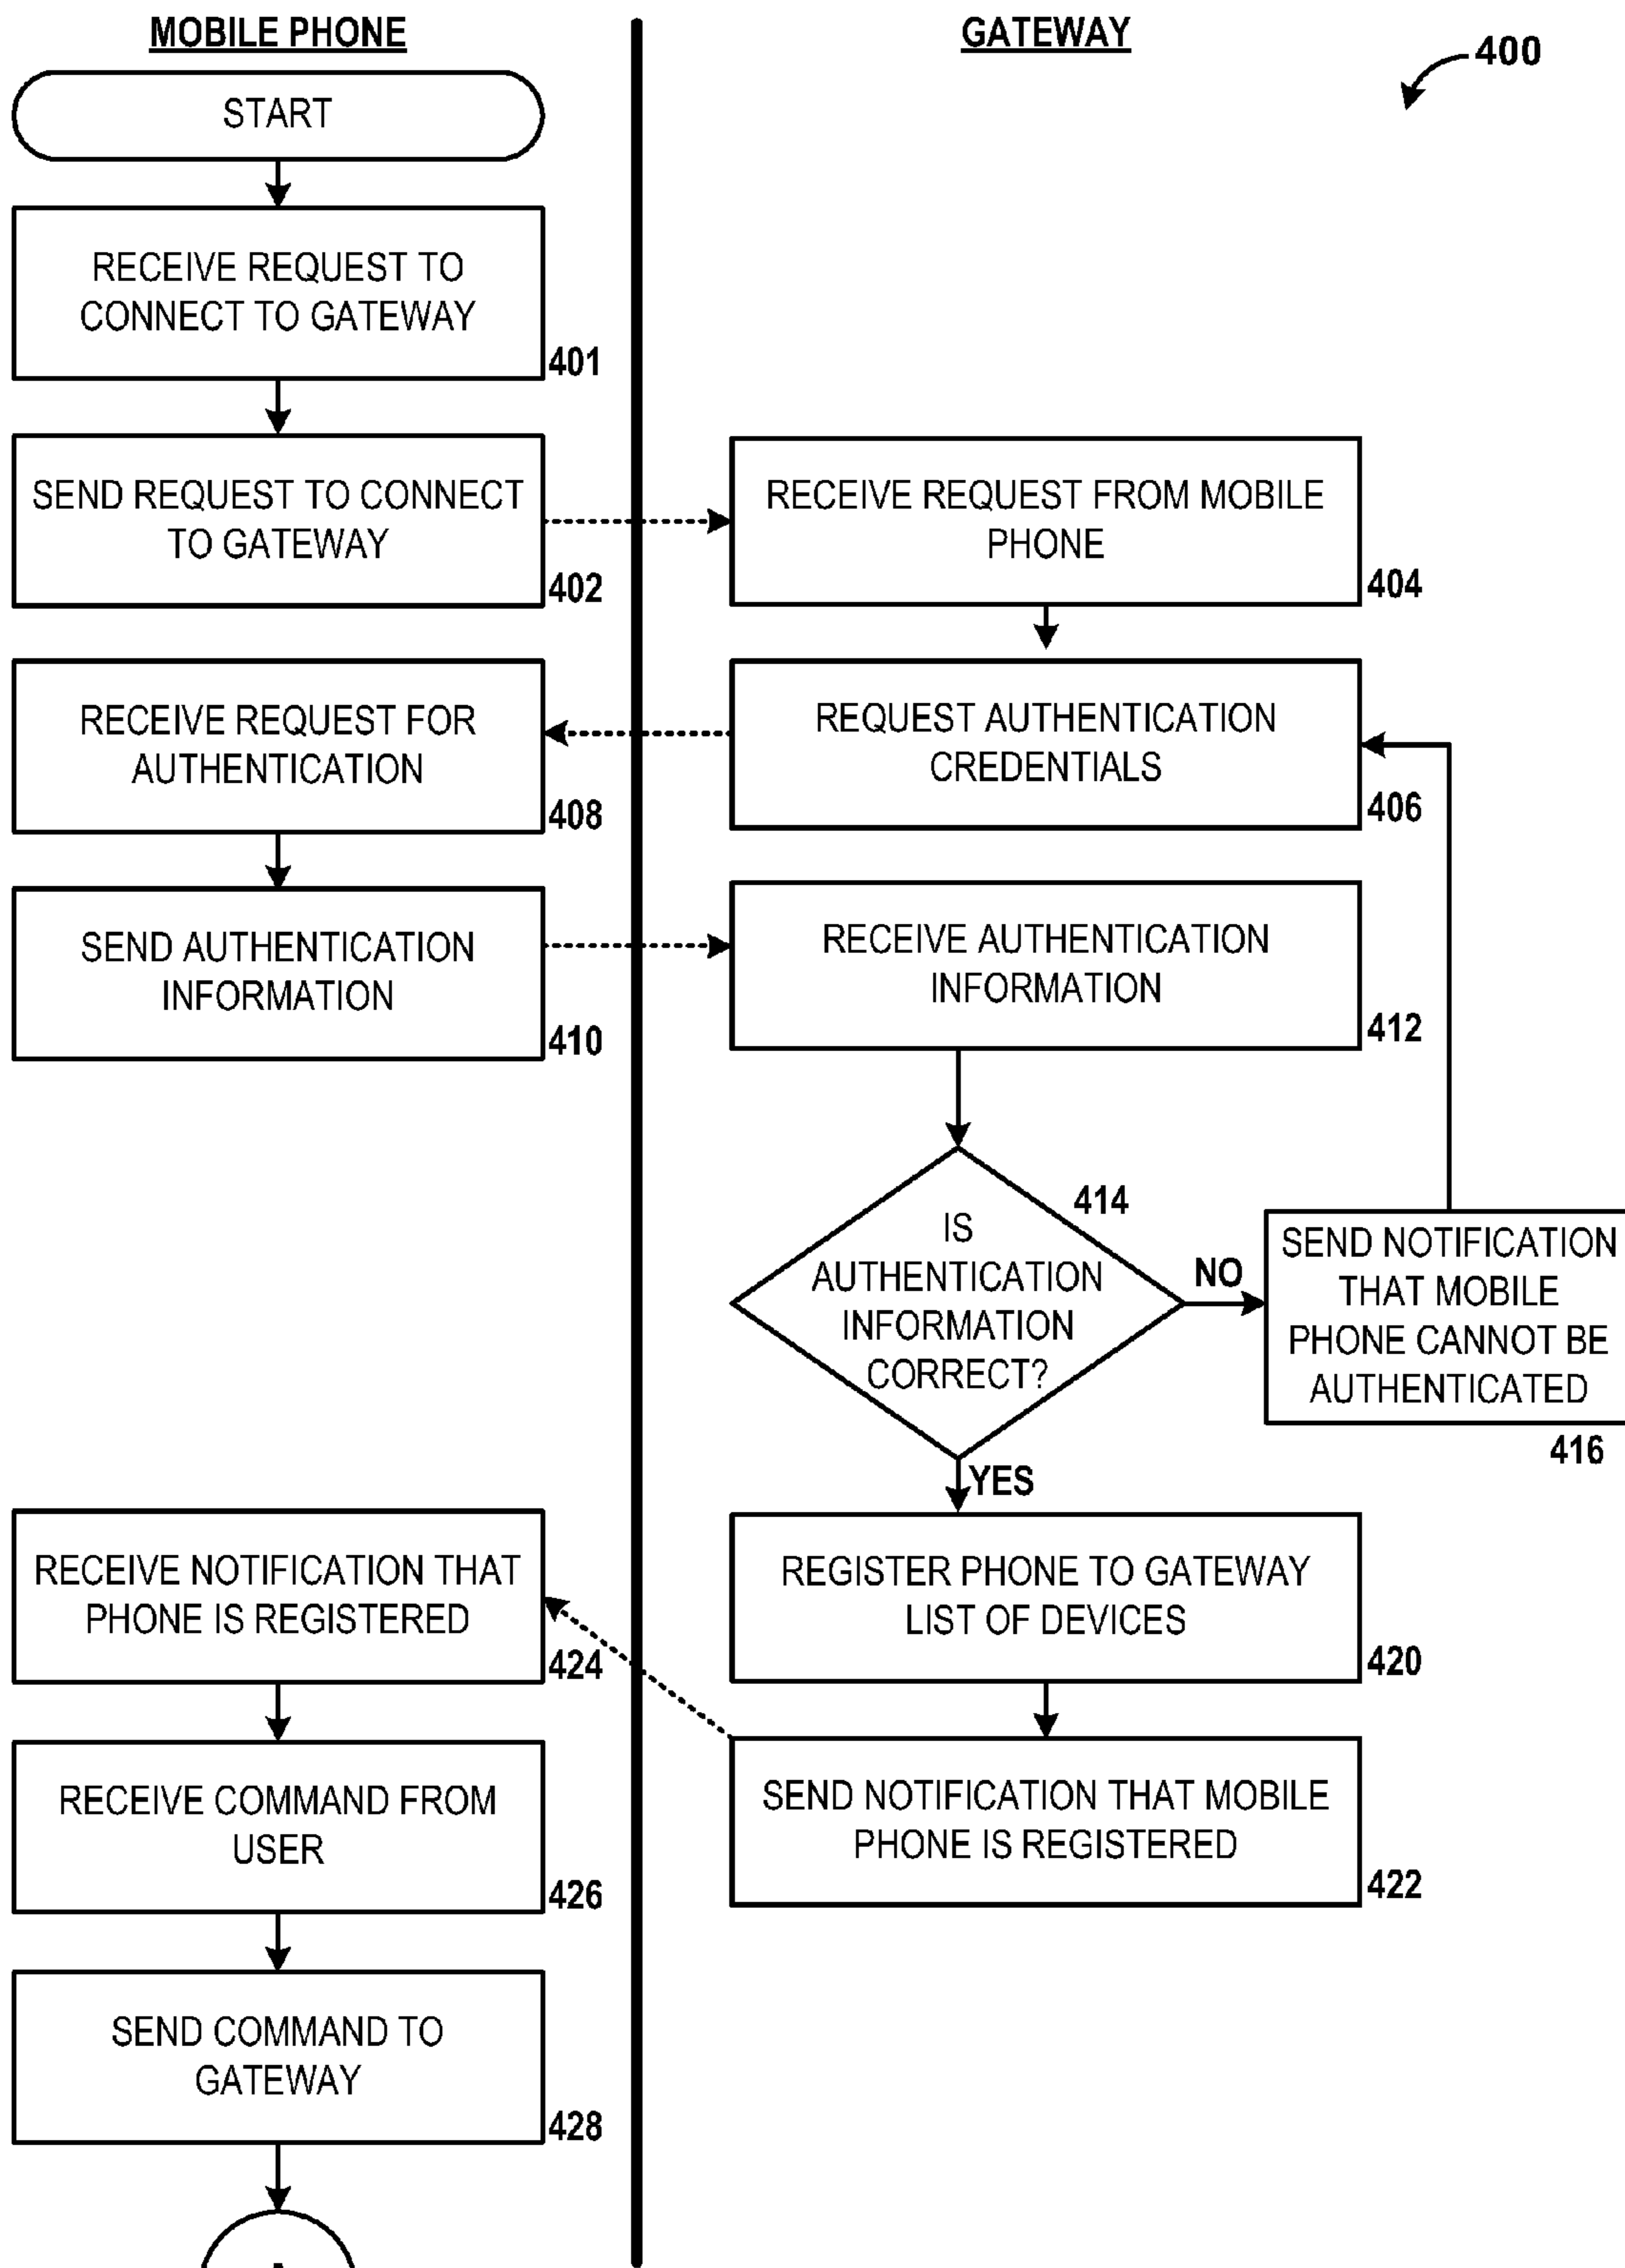 MOBILE PHONE
GATEWAY
400
START
RECEIVE REQUEST TO
CONNECT TO GATEWAY
401
SEND REQUEST TO CONNECT
TO GATEWAY
402
RECEIVE REQUEST FROM MOBILE
PHONE
404
RECEIVE REQUEST FOR
AUTHENTICATION
408
REQUEST AUTHENTICATION
CREDENTIALS
406
SEND AUTHENTICATION
INFORMATION
410
RECEIVE AUTHENTICATION
INFORMATION
412
414
IS
AUTHENTICATION
INFORMATION
CORRECT?
NO
SEND NOTIFICATION
THAT MOBILE
PHONE CANNOT BE
AUTHENTICATED
416
YES
RECEIVE NOTIFICATION THAT
PHONE IS REGISTERED
424
REGISTER PHONE TO GATEWAY
LIST OF DEVICES
420
RECEIVE COMMAND FROM
USER
426
SEND NOTIFICATION THAT MOBILE
PHONE IS REGISTERED
422
SEND COMMAND TO
GATEWAY
428